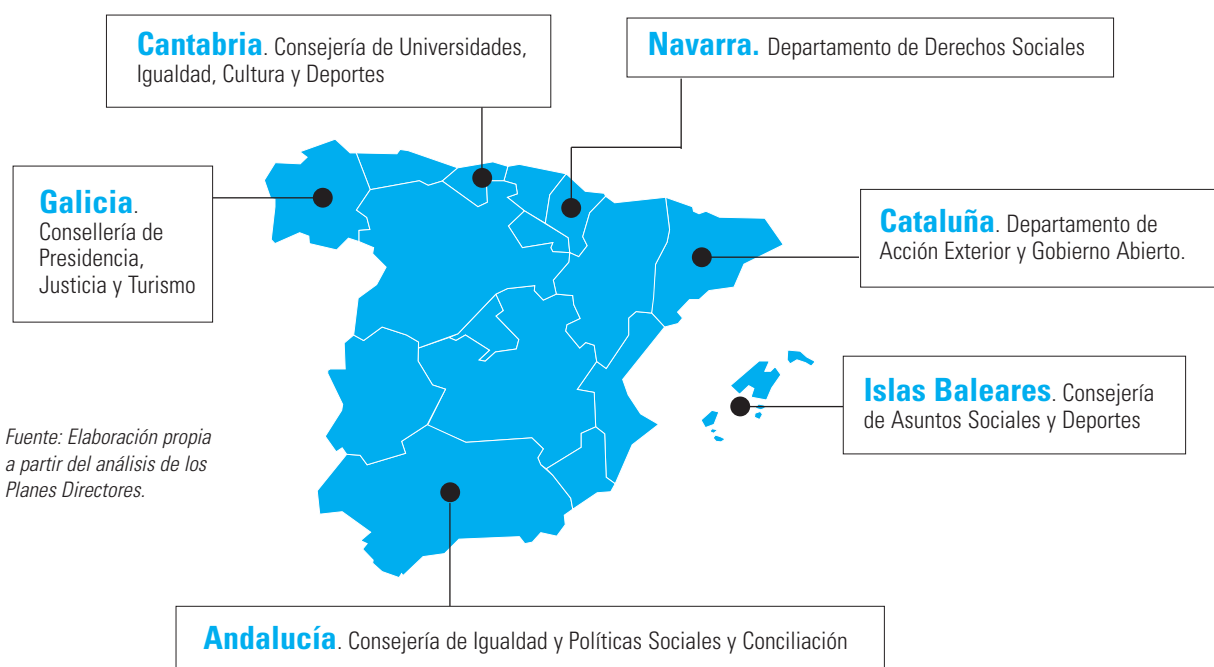 Cantabria. Consejería de Universidades,
Igualdad, Cultura y Deportes
Navarra. Departamento de Derechos Sociales
Galicia.
Consellería de
Presidencia,
Justicia y Turismo
Cataluña. Departamento de
Acción Exterior y Gobierno Abierto.
Islas Baleares. Consejería
de Asuntos Sociales y Deportes
Fuente: Elaboración propia
a partir del análisis de los
Planes Directores.
Andalucía. Consejería de Igualdad y Políticas Sociales y Conciliación